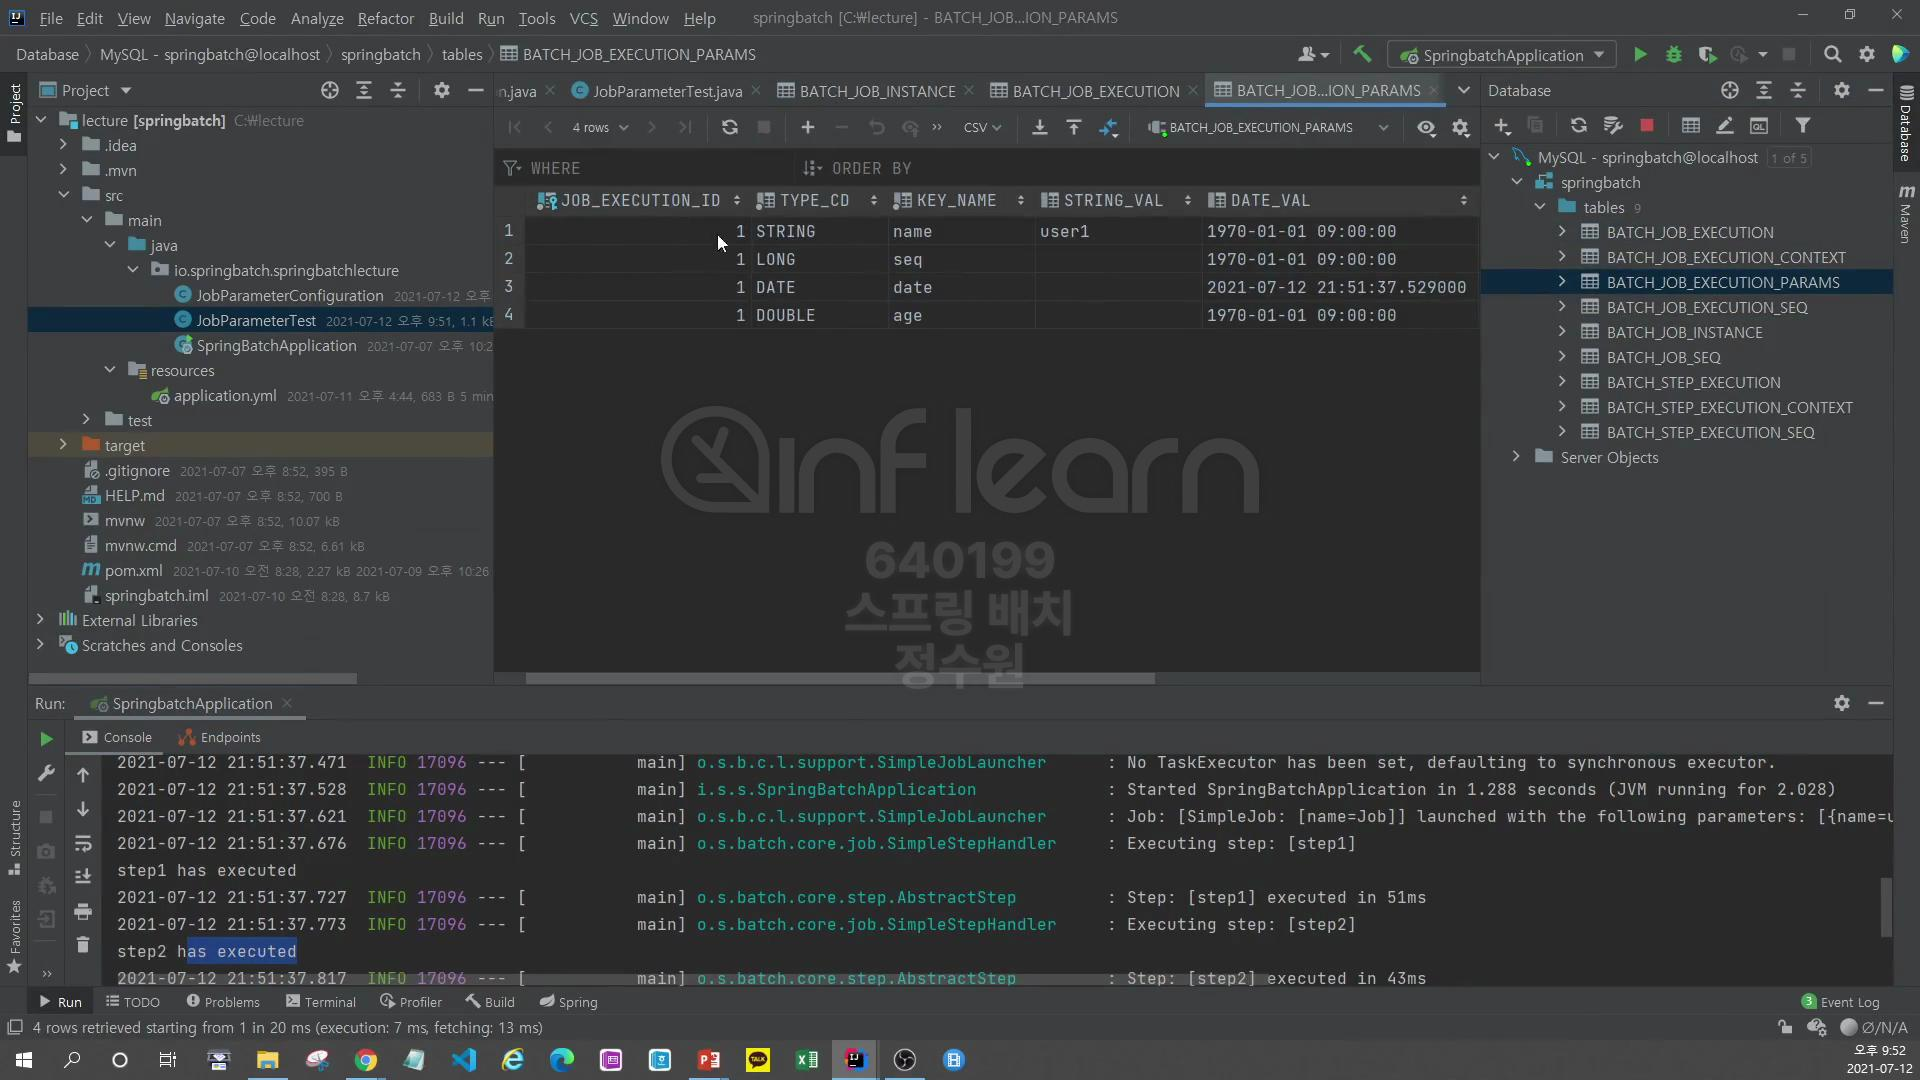 File Edit View Navigate Code Analyze Refactor Build Run Tools VCS Window Help springbatch [C:₩lecture] - BATCH_JOB...ION_PARAMS
Database MySQL - springbatch@localhost springbatch tables BATCH_JOB_EXECUTION_PARAMS SpringbatchApplication
Project
n.java JobParameterTest.java BATCH_JOB_INSTANCE BATCH_JOB_EXECUTION BATCH_JOB...ION_PARAMS
Database
lecture [springbatch] C:₩lecture
.idea
.mvn
src
main
java
io.springbatch.springbatchlecture
JobParameterConfiguration 2021-07-12 오후
JobParameterTest 2021-07-12 오후 9:51, 1.1 kB
SpringBatchApplication 2021-07-07 오후 10:2
resources
application.yml 2021-07-11 오후 4:44, 683 B 5 min
test
target
.gitignore 2021-07-07 오후 8:52, 395 B
HELP.md 2021-07-07 오후 8:52, 700 B
mvnw 2021-07-07 오후 8:52, 10.07 kB
mvnw.cmd 2021-07-07 오후 8:52, 6.61 kB
pom.xml 2021-07-10 오전 8:28, 2.27 kB 2021-07-09 오후 10:26
springbatch.iml 2021-07-10 오전 8:28, 8.7 kB
External Libraries
Scratches and Consoles
4 rows CSV BATCH_JOB_EXECUTION_PARAMS
WHERE ORDER BY
JOB_EXECUTION_ID TYPE_CD KEY_NAME STRING_VAL DATE_VAL
1 1 STRING name user1 1970-01-01 09:00:00
2 1 LONG seq 1970-01-01 09:00:00
3 1 DATE date 2021-07-12 21:51:37.529000
4 1 DOUBLE age 1970-01-01 09:00:00
inflearn
640199
스프링 배치
정수원
MySQL - springbatch@localhost 1 of 5
springbatch
tables 9
BATCH_JOB_EXECUTION
BATCH_JOB_EXECUTION_CONTEXT
BATCH_JOB_EXECUTION_PARAMS
BATCH_JOB_EXECUTION_SEQ
BATCH_JOB_INSTANCE
BATCH_JOB_SEQ
BATCH_STEP_EXECUTION
BATCH_STEP_EXECUTION_CONTEXT
BATCH_STEP_EXECUTION_SEQ
Server Objects
Database
Maven
Structure
Favorites
Run: SpringbatchApplication
Console Endpoints
2021-07-12 21:51:37.471 INFO 17096 --- [ main] o.s.b.c.l.support.SimpleJobLauncher : No TaskExecutor has been set, defaulting to synchronous executor.
2021-07-12 21:51:37.528 INFO 17096 --- [ main] i.s.s.SpringBatchApplication : Started SpringBatchApplication in 1.288 seconds (JVM running for 2.028)
2021-07-12 21:51:37.621 INFO 17096 --- [ main] o.s.b.c.l.support.SimpleJobLauncher : Job: [SimpleJob: [name=Job]] launched with the following parameters: [{name=u
2021-07-12 21:51:37.676 INFO 17096 --- [ main] o.s.batch.core.job.SimpleStepHandler : Executing step: [step1]
step1 has executed
2021-07-12 21:51:37.727 INFO 17096 --- [ main] o.s.batch.core.step.AbstractStep : Step: [step1] executed in 51ms
2021-07-12 21:51:37.773 INFO 17096 --- [ main] o.s.batch.core.job.SimpleStepHandler : Executing step: [step2]
step2 has executed
2021-07-12 21:51:37.817 INFO 17096 --- [ main] o.s.batch.core.step.AbstractStep : Step: [step2] executed in 43ms
Run TODO Problems Terminal Profiler Build Spring 3 Event Log
4 rows retrieved starting from 1 in 20 ms (execution: 7 ms, fetching: 13 ms) Ø/N/A
오후 9:52
2021-07-12